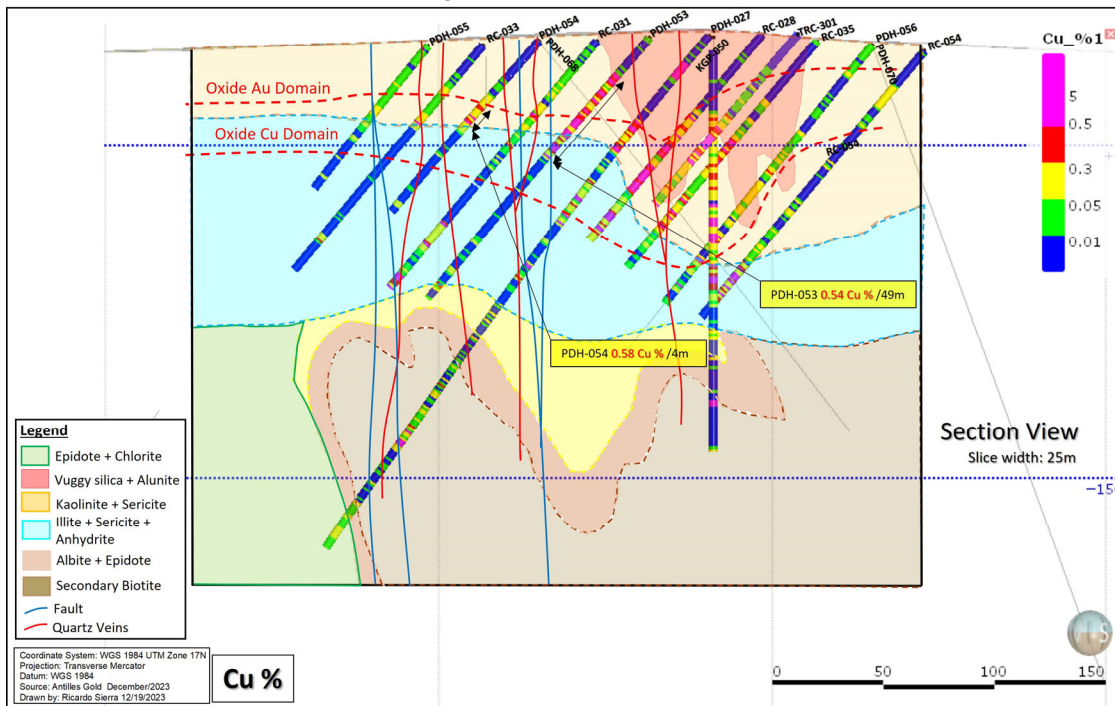 PDH-055
RC-033
PDH-054
PDH-068
RC-031
PDH-053
PDH-027
RC-028
TRC-301
RC-035
PDH-056
PDH-070
RC-054
Cu_%1
Oxide Au Domain
Oxide Cu Domain
RC-084
5
0.5
0.3
0.05
0.01
PDH-053 0.54 Cu % /49m
PDH-054 0.58 Cu % /4m
Section View
Slice width: 25m
-150
Legend
Epidote + Chlorite
Vuggy silica + Alunite
Kaolinite + Sericite
Illite + Sericite +
Anhydrite
Albite + Epidote
Secondary Biotite
Fault
Quartz Veins
Coordinate System: WGS 1984 UTM Zone 17N
Projection: Transverse Mercator
Datum: WGS 1984
Source: Antilles Gold December/2023
Drawn by: Ricardo Sierra 12/19/2023
Cu %
0
50
100
150